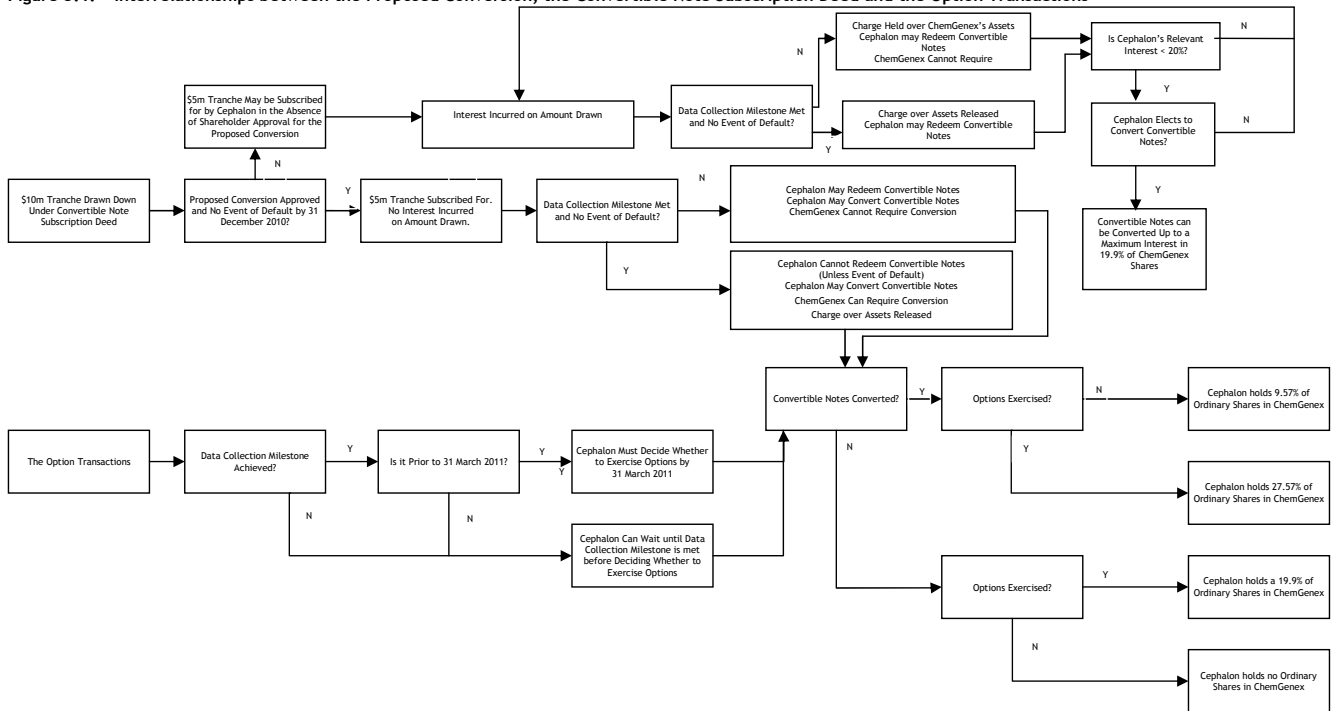 Figure 3.1: Interrelationships between the Proposed Conversion, the Convertible Note Subscription Deed and the Option Transactions
Charge Held over ChemGenex's Assets
Cephalon may Redeem Convertible
Notes
ChemGenex Cannot Require
N
Is Cephalon's Relevant
Interest < 20%?
N
$5m Tranche May be Subscribed
for by Cephalon in the Absence
of Shareholder Approval for the
Proposed Conversion
Interest Incurred on Amount Drawn
Data Collection Milestone Met
and No Event of Default?
Y
Charge over Assets Released
Cephalon may Redeem Convertible
Notes
Y
Cephalon Elects to
Convert Convertible
Notes?
N
N
Y
$10m Tranche Drawn Down
Under Convertible Note
Subscription Deed
Proposed Conversion Approved
and No Event of Default by 31
December 2010?
Y
$5m Tranche Subscribed For.
No Interest Incurred
on Amount Drawn.
Data Collection Milestone Met
and No Event of Default?
N
Cephalon May Redeem Convertible Notes
Cephalon May Convert Convertible Notes
ChemGenex Cannot Require Conversion
Convertible Notes can
be Converted Up to a
Maximum Interest in
19.9% of ChemGenex
Shares
Y
Cephalon Cannot Redeem Convertible Notes
(Unless Event of Default)
Cephalon May Convert Convertible Notes
ChemGenex Can Require Conversion
Charge over Assets Released
Convertible Notes Converted?
Y
Options Exercised?
N
Cephalon holds 9.57% of
Ordinary Shares in ChemGenex
N
Y
The Option Transactions
Data Collection Milestone
Achieved?
Y
Is it Prior to 31 March 2011?
Y
Y
Cephalon Must Decide Whether
to Exercise Options by
31 March 2011
Cephalon holds 27.57% of
Ordinary Shares in ChemGenex
N
N
Cephalon Can Wait until Data
Collection Milestone is met
before Deciding Whether to
Exercise Options
Options Exercised?
Y
Cephalon holds a 19.9% of
Ordinary Shares in ChemGenex
N
Cephalon holds no Ordinary
Shares in ChemGenex